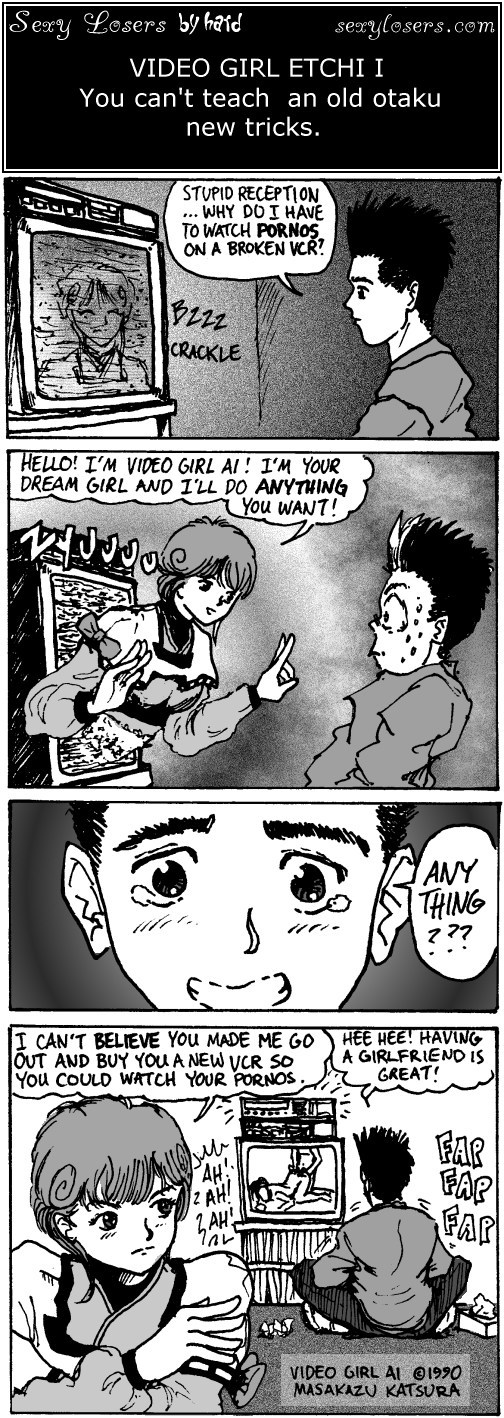 Sexy Losers by hard
sexylosers.com
VIDEO GIRL ETCHI I
You can't teach an old otaku
new tricks.
STUPID RECEPTION
... WHY DO I HAVE
TO WATCH PORNOS
ON A BROKEN VCR?
BZZZ
CRACKLE
HELLO! I'M VIDEO GIRL AI! I'M YOUR
DREAM GIRL AND I'LL DO ANYTHING
YOU WANT!
ZYUUUU
ANY
THING
???
I CAN'T BELIEVE YOU MADE ME GO
OUT AND BUY YOU A NEW VCR SO
YOU COULD WATCH YOUR PORNOS.
HEE HEE! HAVING
A GIRLFRIEND IS
GREAT!
AH!
AH!
AH!
FAP
FAP
FAP
VIDEO GIRL AI ©1990
MASAKAZU KATSURA